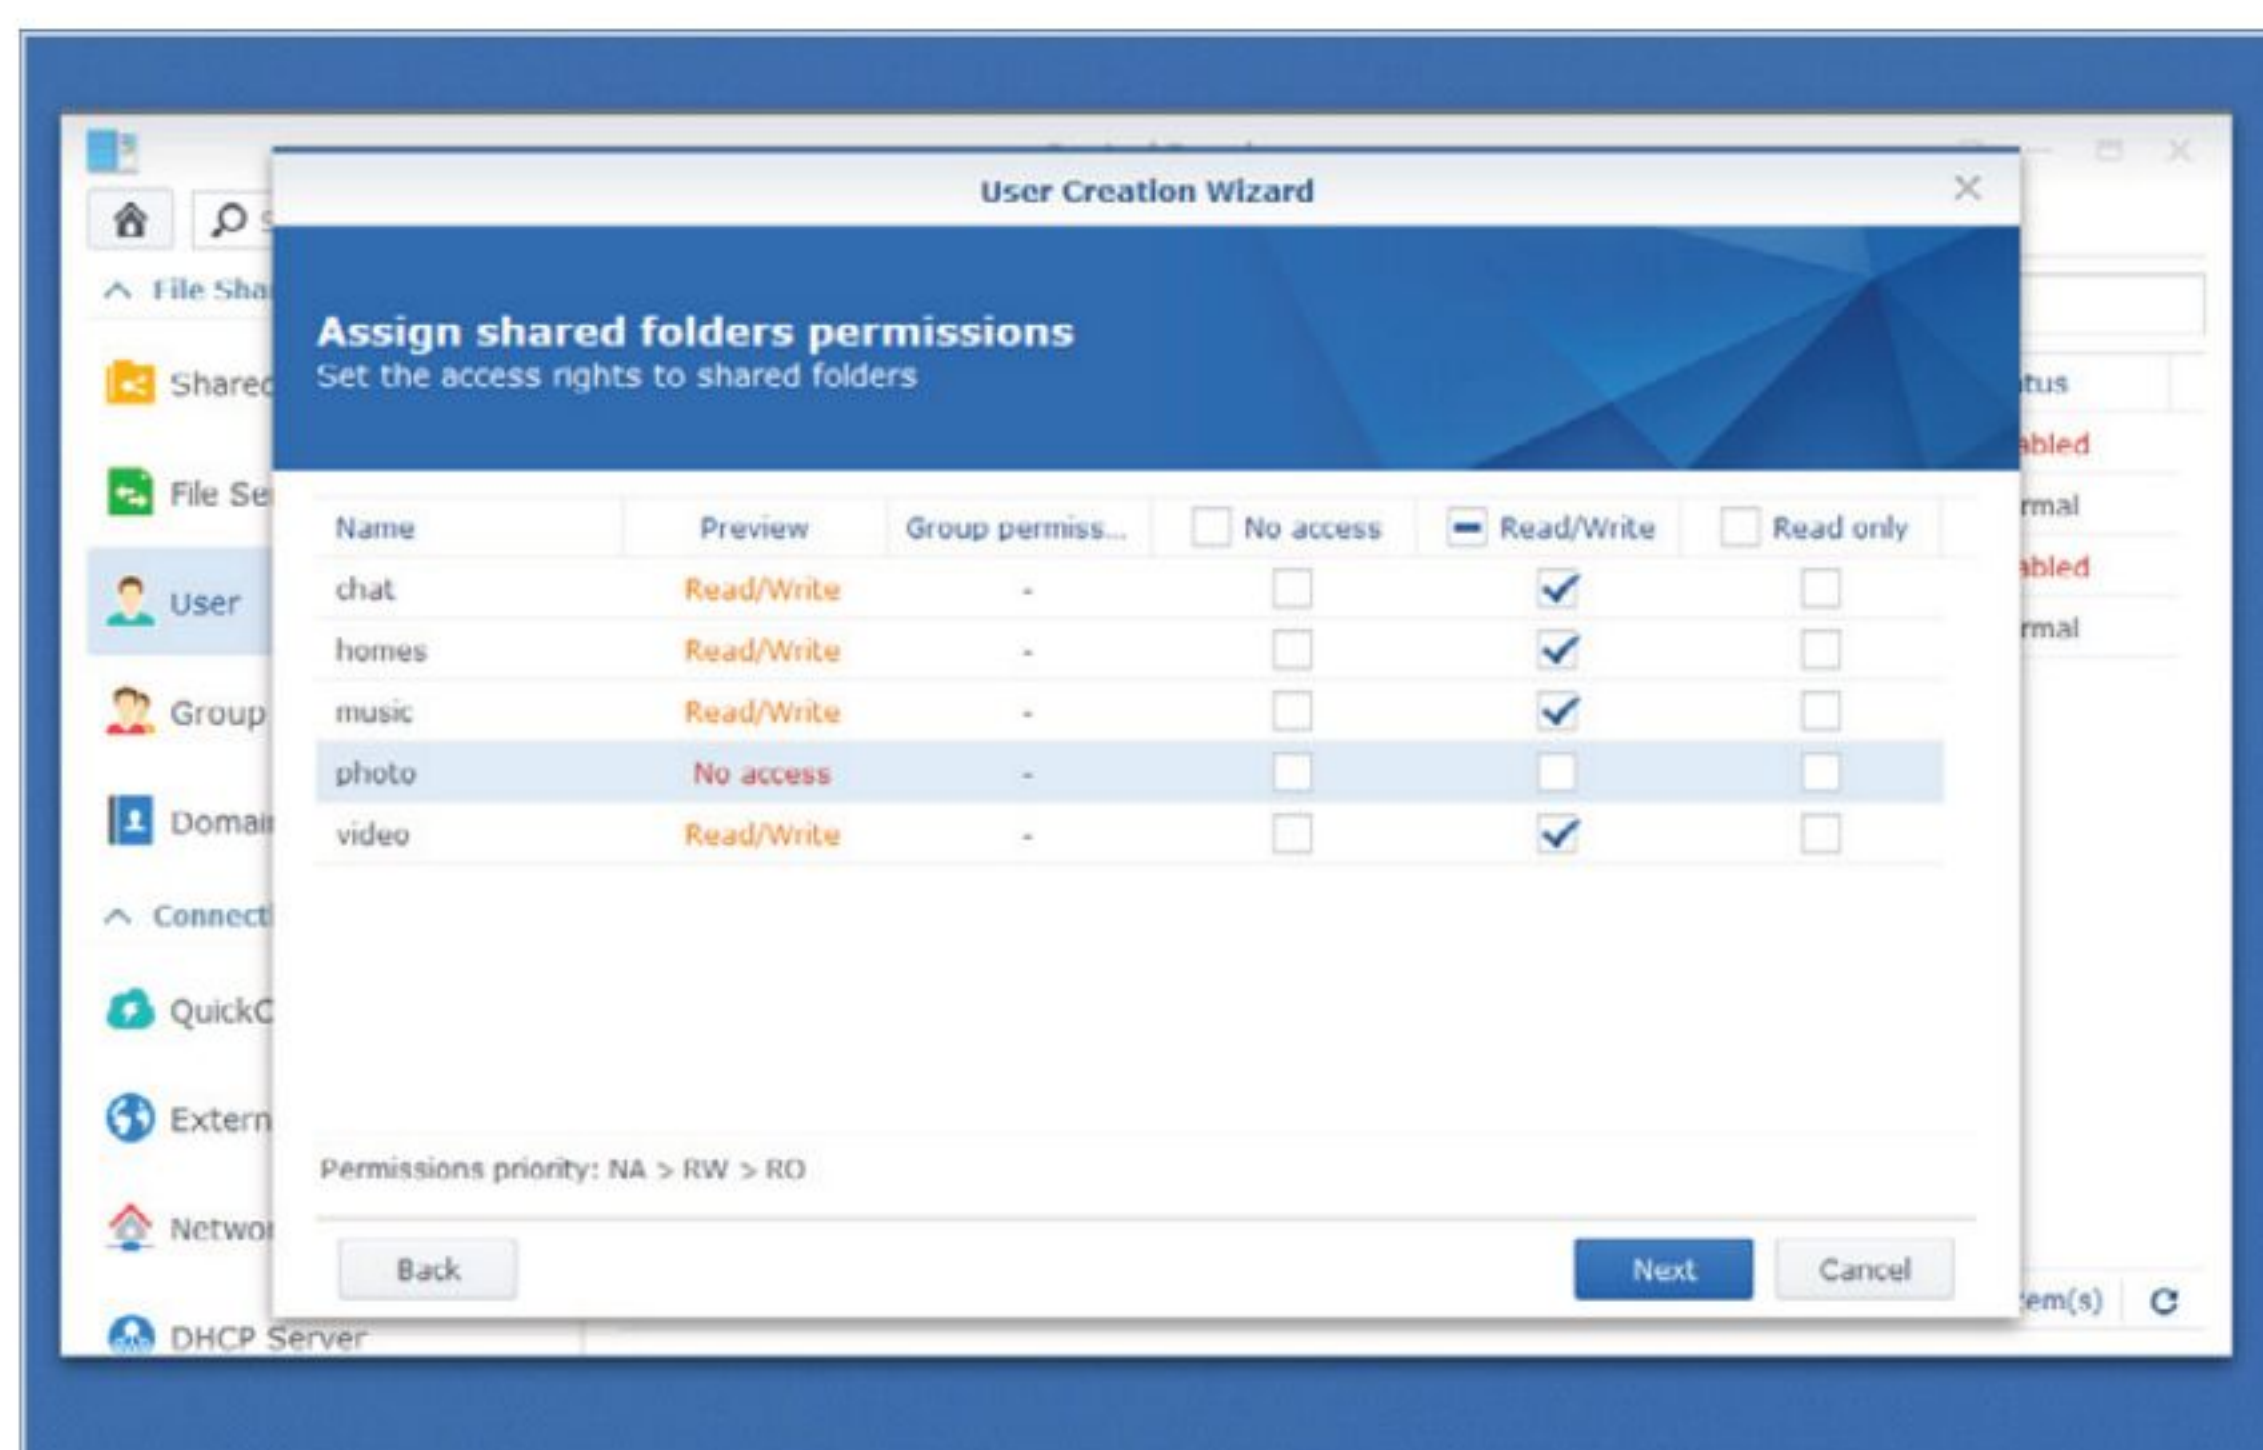 User Creation Wizard
File Sha
Assign shared folders permissions
Set the access rights to shared folders
Shared
tus
abled
File Se
rmal
Name Preview Group permiss... No access Read/Write Read only
abled
chat Read/Write -
User
rmal
homes Read/Write -
Group
music Read/Write -
photo No access -
Domain
video Read/Write -
Connect
QuickC
Extern
Permissions priority: NA > RW > RO
Networ
Back Next Cancel
em(s)
DHCP Server